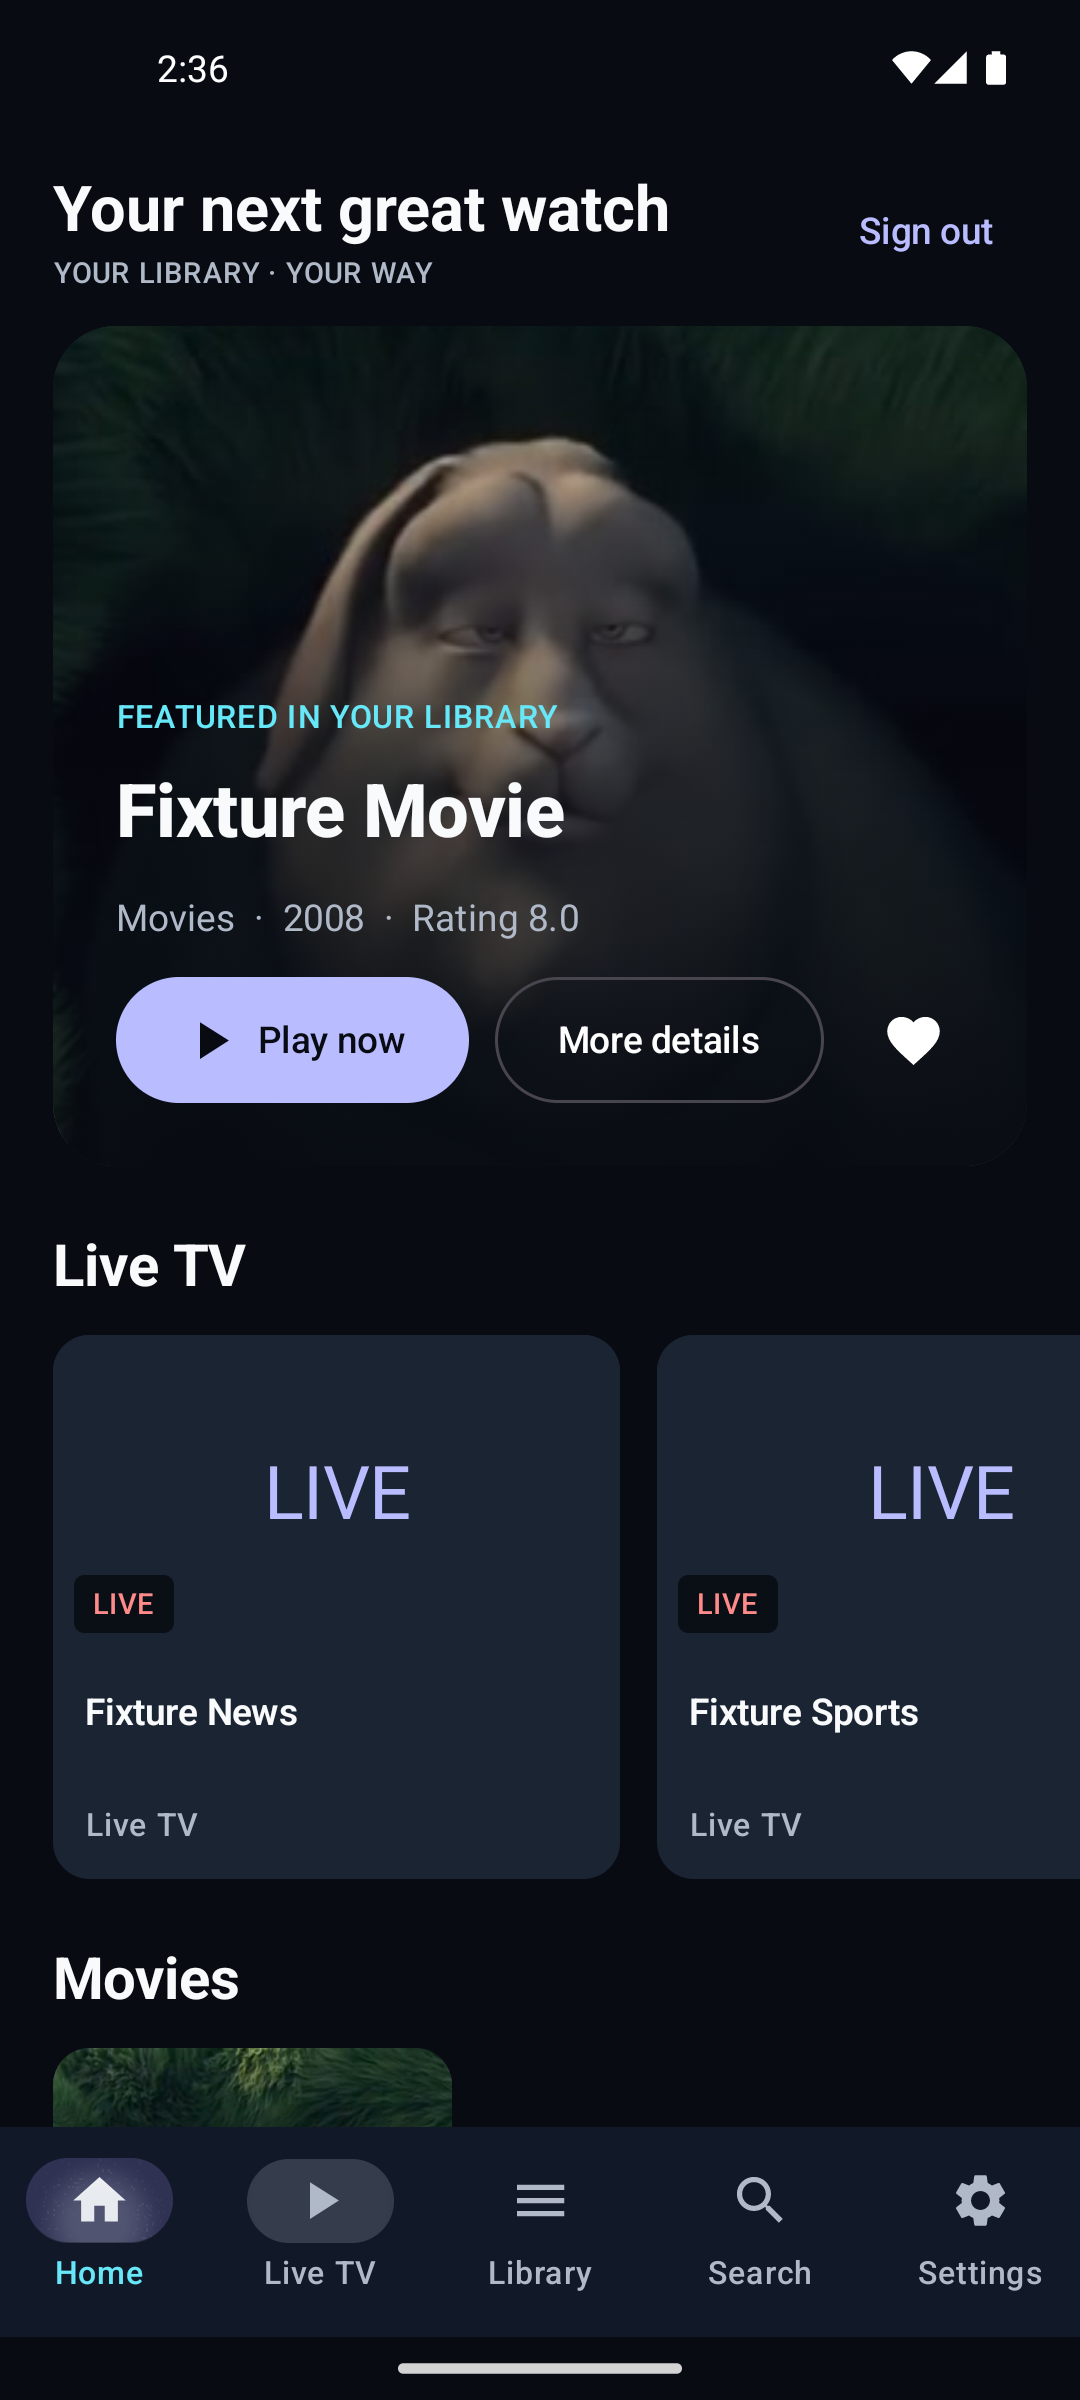 2:36
Your next great watch
Sign out
YOUR LIBRARY · YOUR WAY
FEATURED IN YOUR LIBRARY
Fixture Movie
Movies · 2008 · Rating 8.0
Play now
More details
Live TV
LIVE
LIVE
LIVE
LIVE
Fixture News
Fixture Sports
Live TV
Live TV
Movies
Home
Live TV
Library
Search
Settings